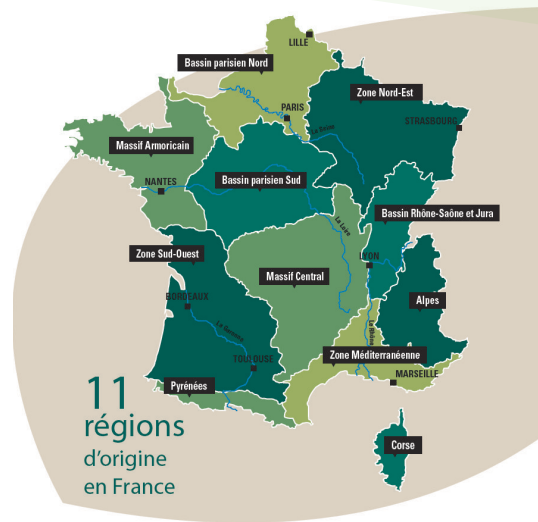 LILLE
Bassin parisien Nord
Zone Nord-Est
PARIS
STRASBOURG
La Seine
Massif Armoricain
Bassin parisien Sud
NANTES
Bassin Rhône-Saône et Jura
La Loire
Zone Sud-Ouest
LYON
Massif Central
BORDEAUX
Alpes
La Garonne
Le Rhône
Zone Méditerranéenne
TOULOUSE
MARSEILLE
Pyrénées
11
régions
d'origine
en France
Corse